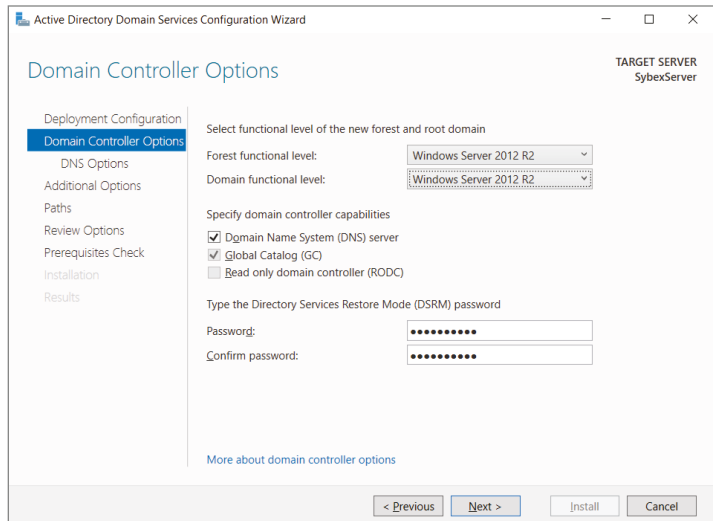 Active Directory Domain Services Configuration Wizard
Domain Controller Options
TARGET SERVER
SybexServer
Deployment Configuration
Domain Controller Options
DNS Options
Additional Options
Paths
Review Options
Prerequisites Check
Installation
Results
Select functional level of the new forest and root domain
Forest functional level: Windows Server 2012 R2
Domain functional level: Windows Server 2012 R2
Specify domain controller capabilities
Domain Name System (DNS) server
Global Catalog (GC)
Read only domain controller (RODC)
Type the Directory Services Restore Mode (DSRM) password
Password: ●●●●●●●●●●
Confirm password: ●●●●●●●●●●
More about domain controller options
< Previous Next > Install Cancel